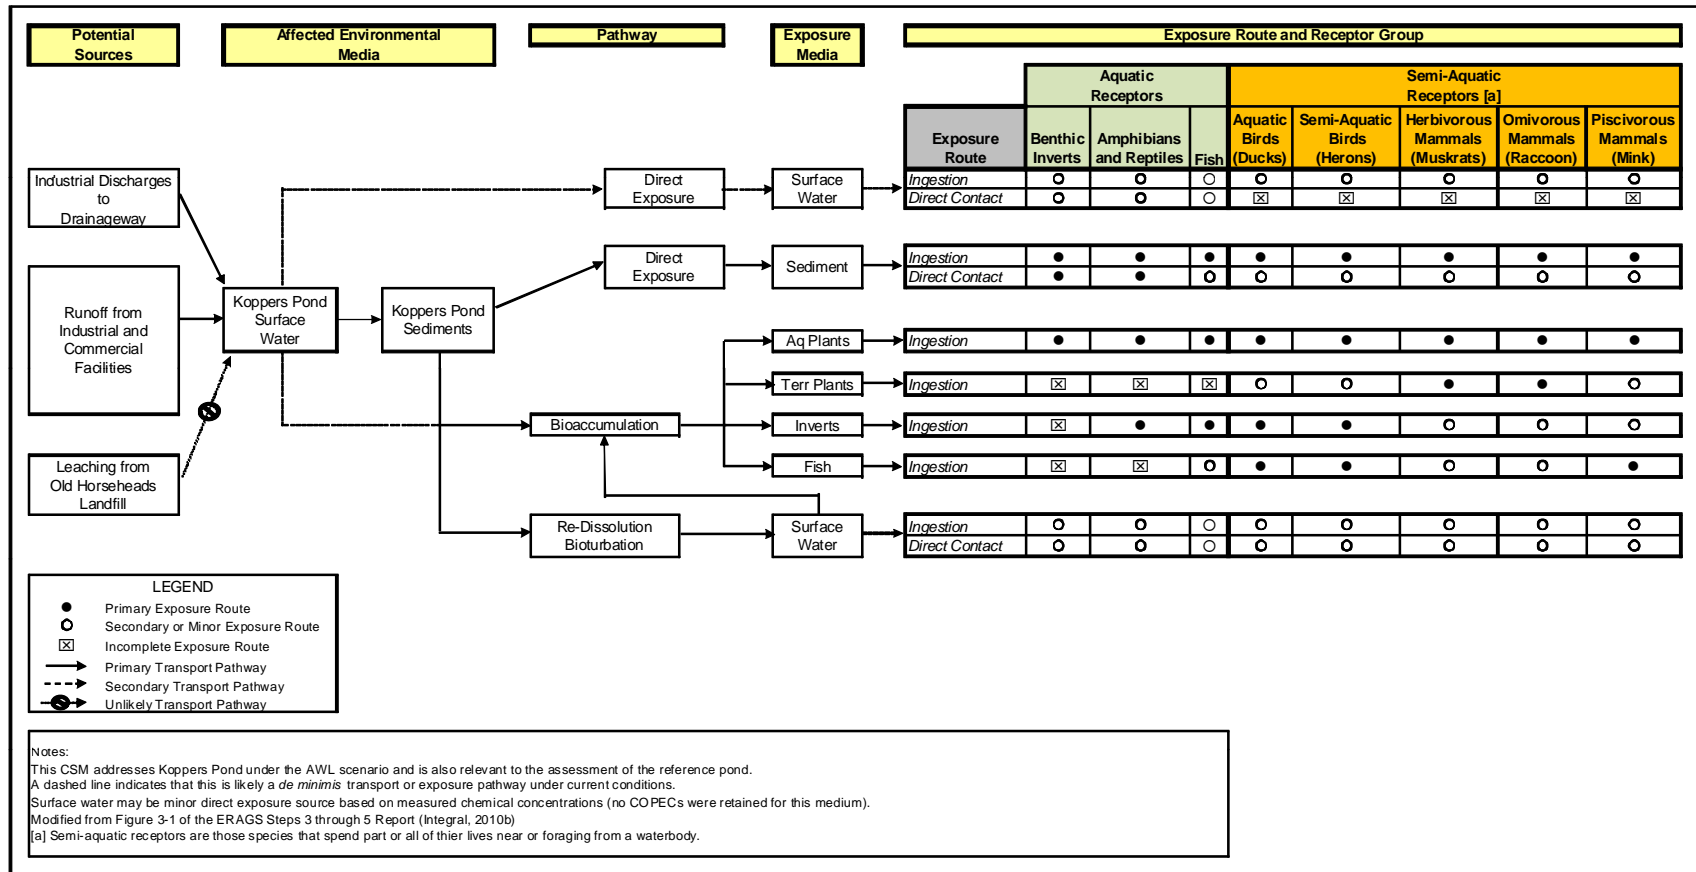 Potential
Sources
Affected Environmental
Media
Pathway
Exposure
Media
Exposure Route and Receptor Group
Aquatic
Receptors
Semi-Aquatic
Receptors [a]
Exposure
Route
Benthic
Inverts
Amphibians
and Reptiles
Fish
Aquatic
Birds
(Ducks)
Semi-Aquatic
Birds
(Herons)
Herbivorous
Mammals
(Muskrats)
Omivorous
Mammals
(Raccoon)
Piscivorous
Mammals
(Mink)
Industrial Discharges
to
Drainageway
Direct
Exposure
Surface
Water
Ingestion
Direct Contact
Runoff from
Industrial and
Commercial
Facilities
Koppers Pond
Surface
Water
Koppers Pond
Sediments
Direct
Exposure
Sediment
Ingestion
Direct Contact
Aq Plants
Ingestion
Terr Plants
Ingestion
Bioaccumulation
Inverts
Ingestion
Fish
Ingestion
Leaching from
Old Horseheads
Landfill
Re-Dissolution
Bioturbation
Surface
Water
Ingestion
Direct Contact
LEGEND
Primary Exposure Route
Secondary or Minor Exposure Route
Incomplete Exposure Route
Primary Transport Pathway
Secondary Transport Pathway
Unlikely Transport Pathway
Notes:
This CSM addresses Koppers Pond under the AWL scenario and is also relevant to the assessment of the reference pond.
A dashed line indicates that this is likely a de minimis transport or exposure pathway under current conditions.
Surface water may be minor direct exposure source based on measured chemical concentrations (no COPECs were retained for this medium).
Modified from Figure 3-1 of the ERAGS Steps 3 through 5 Report (Integral, 2010b)
[a] Semi-aquatic receptors are those species that spend part or all of thier lives near or foraging from a waterbody.